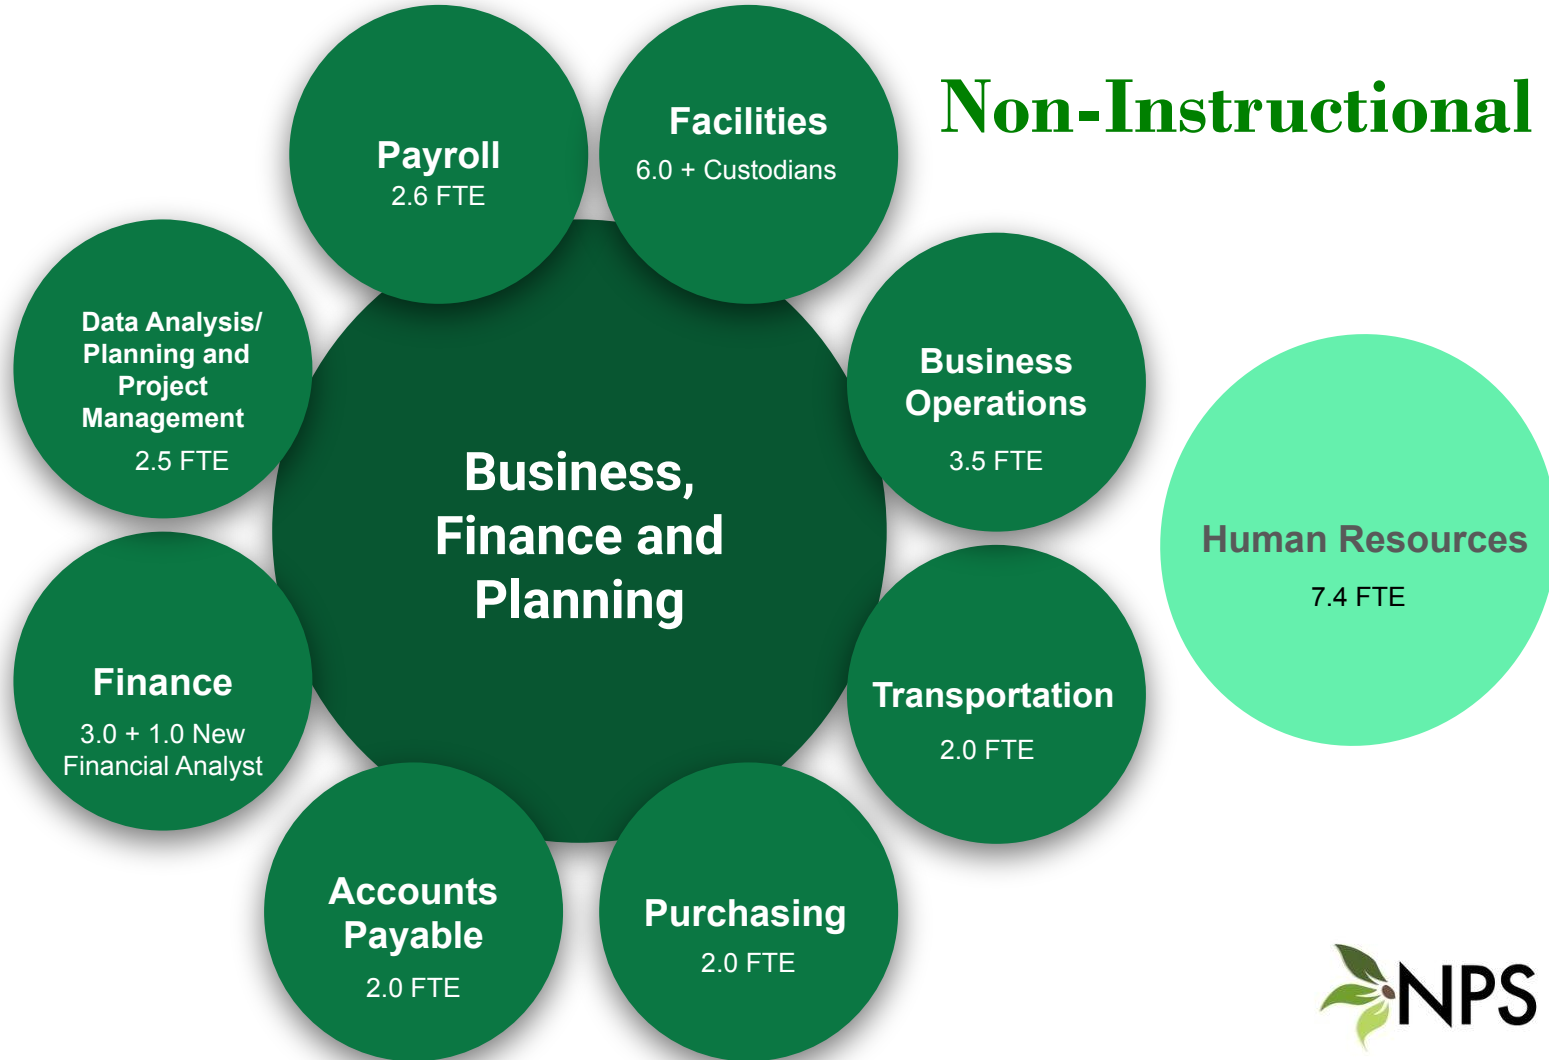 Non-Instructional
Payroll
2.6 FTE
Facilities
6.0 + Custodians
Data Analysis/
Planning and
Project
Management
2.5 FTE
Business
Operations
3.5 FTE
Business,
Finance and
Planning
Human Resources
7.4 FTE
Finance
3.0 + 1.0 New
Financial Analyst
Transportation
2.0 FTE
Accounts
Payable
2.0 FTE
Purchasing
2.0 FTE
NPS